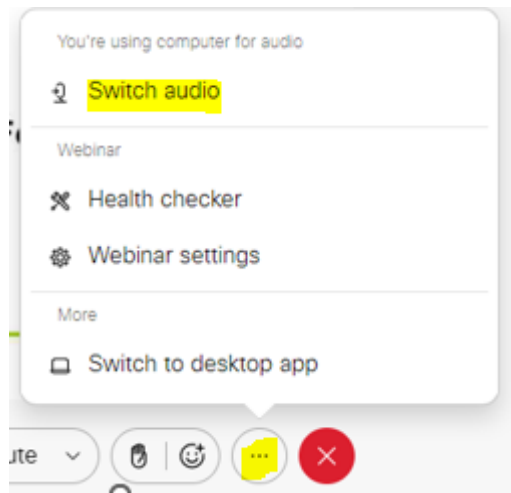 You're using computer for audio
Switch audio
Webinar
Health checker
Webinar settings
More
Switch to desktop app
ute